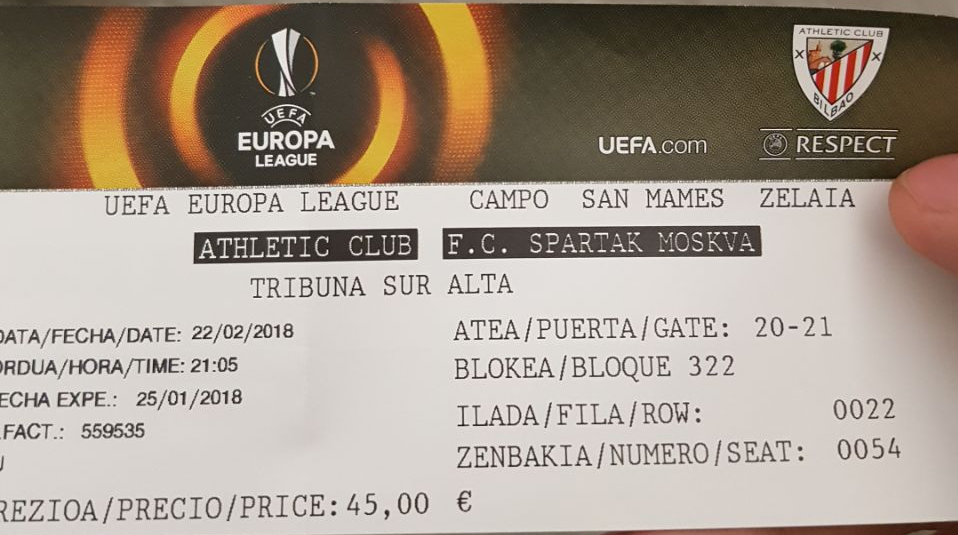 UEFA
EUROPA
LEAGUE
UEFA.com
ATHLETIC CLUB
BILBAO
RESPECT
UEFA EUROPA LEAGUE CAMPO SAN MAMES ZELAIA
ATHLETIC CLUB F.C. SPARTAK MOSKVA
TRIBUNA SUR ALTA
DATA/FECHA/DATE: 22/02/2018
ORDUA/HORA/TIME: 21:05
ECHA EXPE.: 25/01/2018
.FACT.: 559535
ATEA/PUERTA/GATE: 20-21
BLOKEA/BLOQUE 322
ILADA/FILA/ROW: 0022
ZENBAKIA/NUMERO/SEAT: 0054
REZIOA/PRECIO/PRICE: 45,00 €